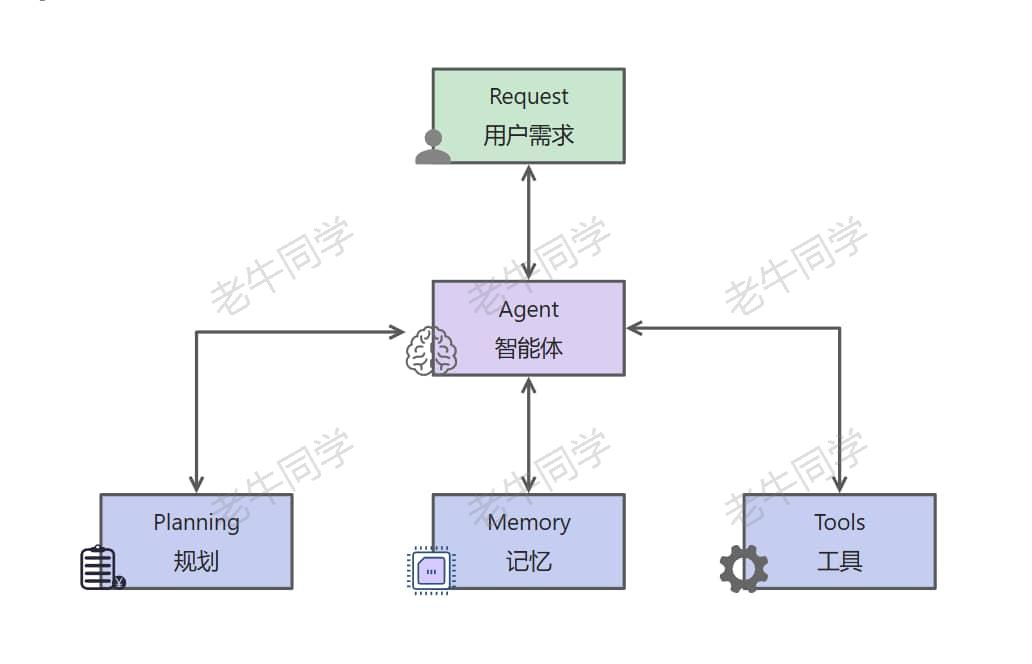 Request
用户需求
老牛同学
老牛同学
老牛同学
Agent
智能体
老牛同学
老牛同学
老牛同学
Planning
规划
Memory
记忆
Tools
工具